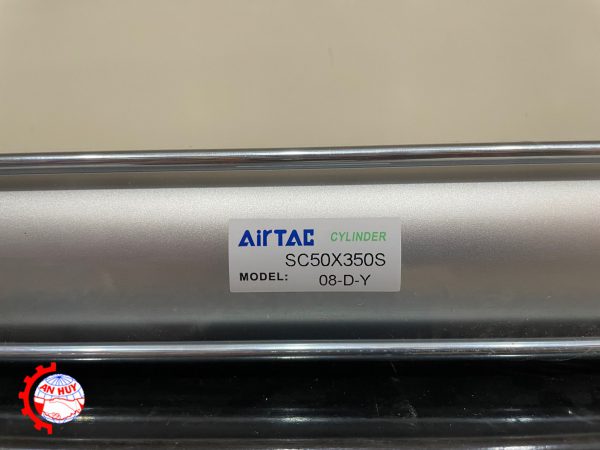 AirTAC CYLINDER
SC50X350S
MODEL: 08-D-Y
AN HUY